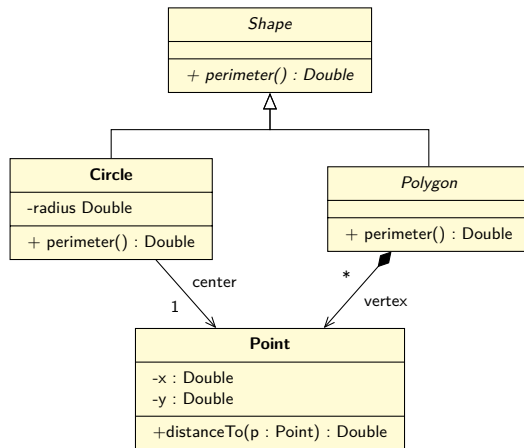 Shape
+ perimeter() : Double
Circle
-radius Double
+ perimeter() : Double
Polygon
+ perimeter() : Double
center
1
*
vertex
Point
-x : Double
-y : Double
+distanceTo(p : Point) : Double